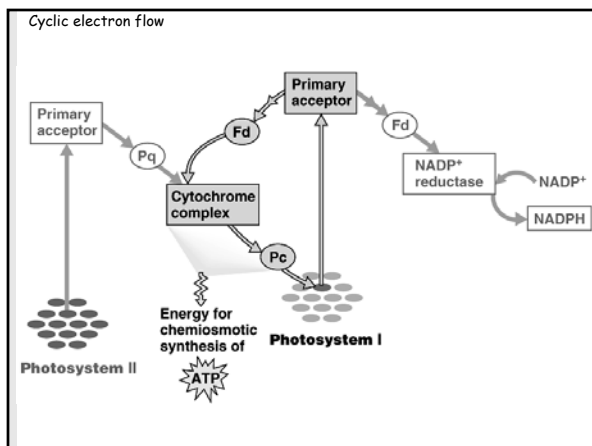 Cyclic electron flow
Primary
acceptor
Pq
Fd
Cytochrome
complex
Pc
Primary
acceptor
Fd
NADP⁺
reductase
NADP⁺
NADPH
Energy for
chemiosmotic
synthesis of
ATP
Photosystem II
Photosystem I